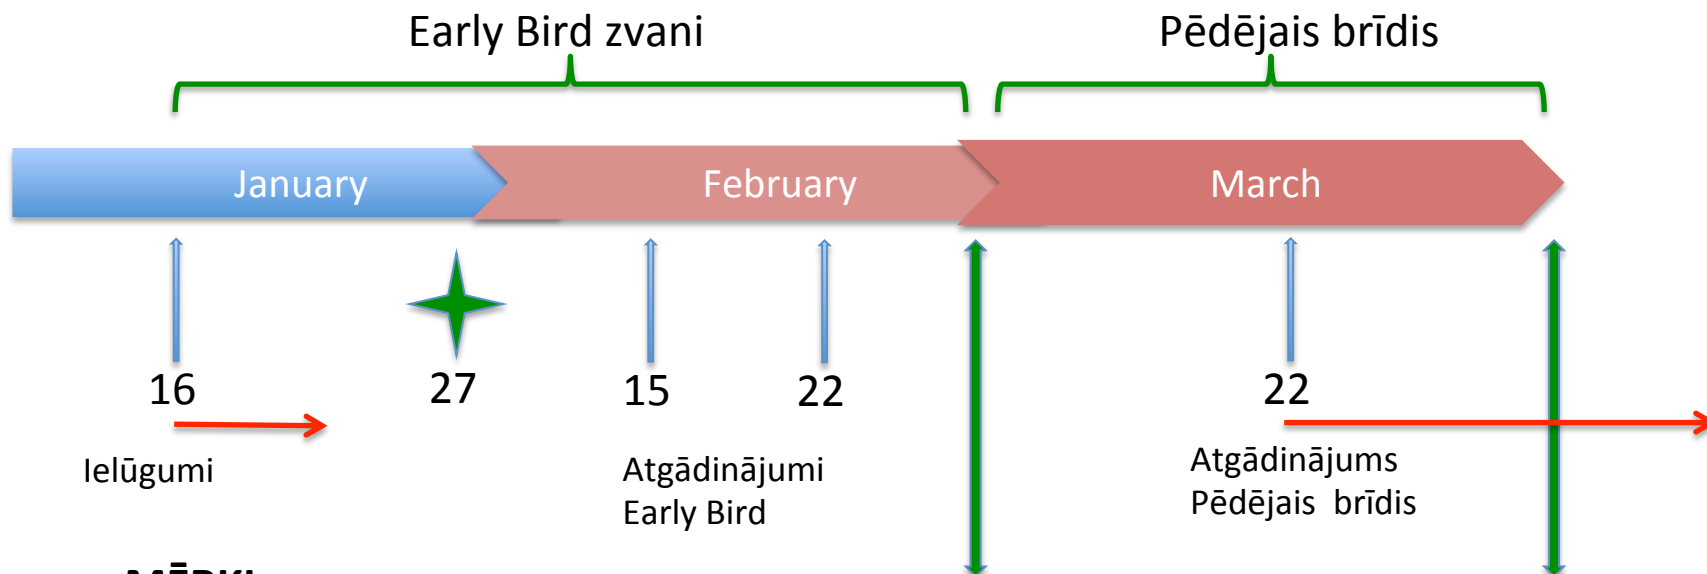 Early Bird zvani
Pēdējais brīdis
January
February
March
16
27
15
22
22
Ielūgumi
Atgādinājumi
Early Bird
Atgādinājums
Pēdējais brīdis